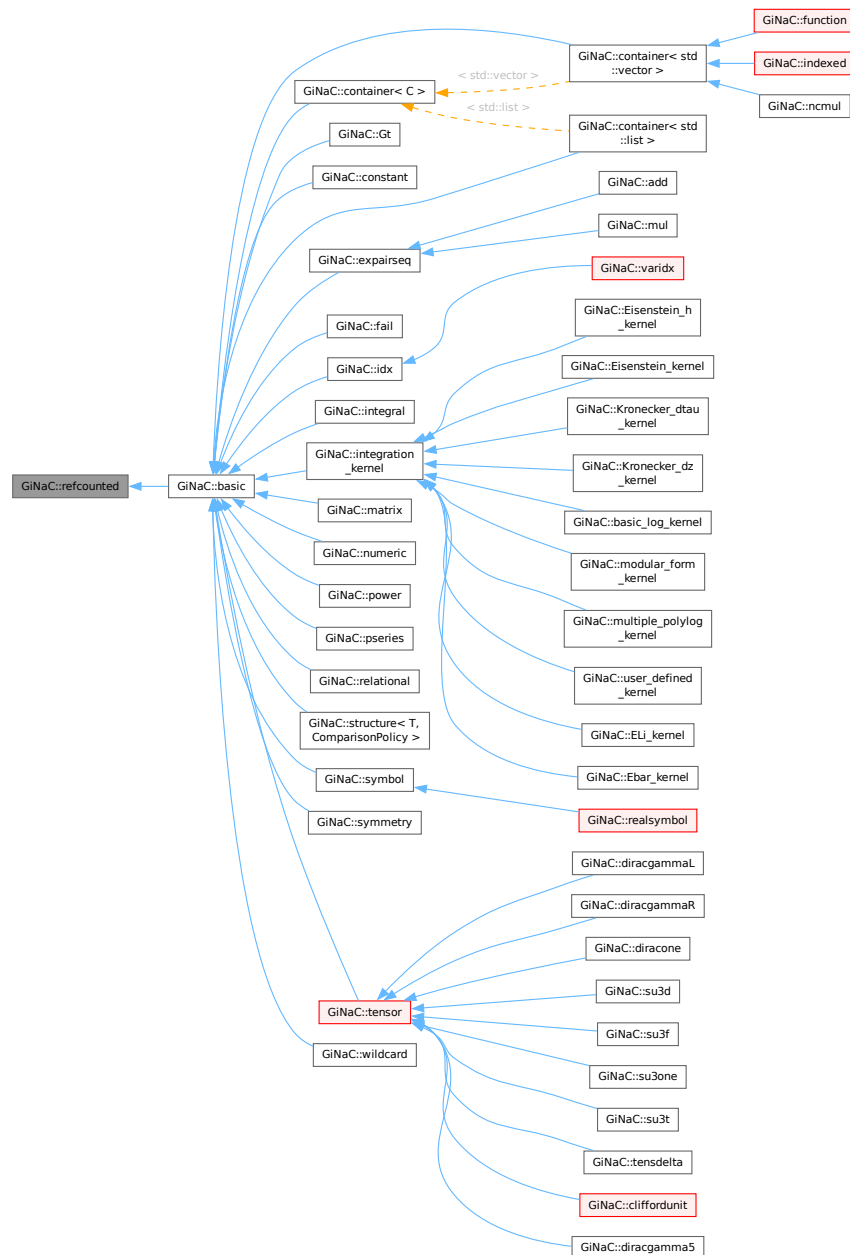 GiNaC::refcounted
GiNaC::basic
GiNaC::container< C >
GiNaC::Gt
GiNaC::constant
GiNaC::expairseq
GiNaC::fail
GiNaC::idx
GiNaC::integral
GiNaC::integration
_kernel
GiNaC::matrix
GiNaC::numeric
GiNaC::power
GiNaC::pseries
GiNaC::relational
GiNaC::structure< T,
ComparisonPolicy >
GiNaC::symbol
GiNaC::symmetry
GiNaC::tensor
GiNaC::wildcard
< std::vector >
< std::list >
GiNaC::container< std
::vector >
GiNaC::container< std
::list >
GiNaC::add
GiNaC::mul
GiNaC::varidx
GiNaC::Eisenstein_h
_kernel
GiNaC::Eisenstein_kernel
GiNaC::Kronecker_dtau
_kernel
GiNaC::Kronecker_dz
_kernel
GiNaC::basic_log_kernel
GiNaC::modular_form
_kernel
GiNaC::multiple_polylog
_kernel
GiNaC::user_defined
_kernel
GiNaC::ELi_kernel
GiNaC::Ebar_kernel
GiNaC::realsymbol
GiNaC::diracgammaL
GiNaC::diracgammaR
GiNaC::diracone
GiNaC::su3d
GiNaC::su3f
GiNaC::su3one
GiNaC::su3t
GiNaC::tensdelta
GiNaC::cliffordunit
GiNaC::diracgamma5
GiNaC::function
GiNaC::indexed
GiNaC::ncmul